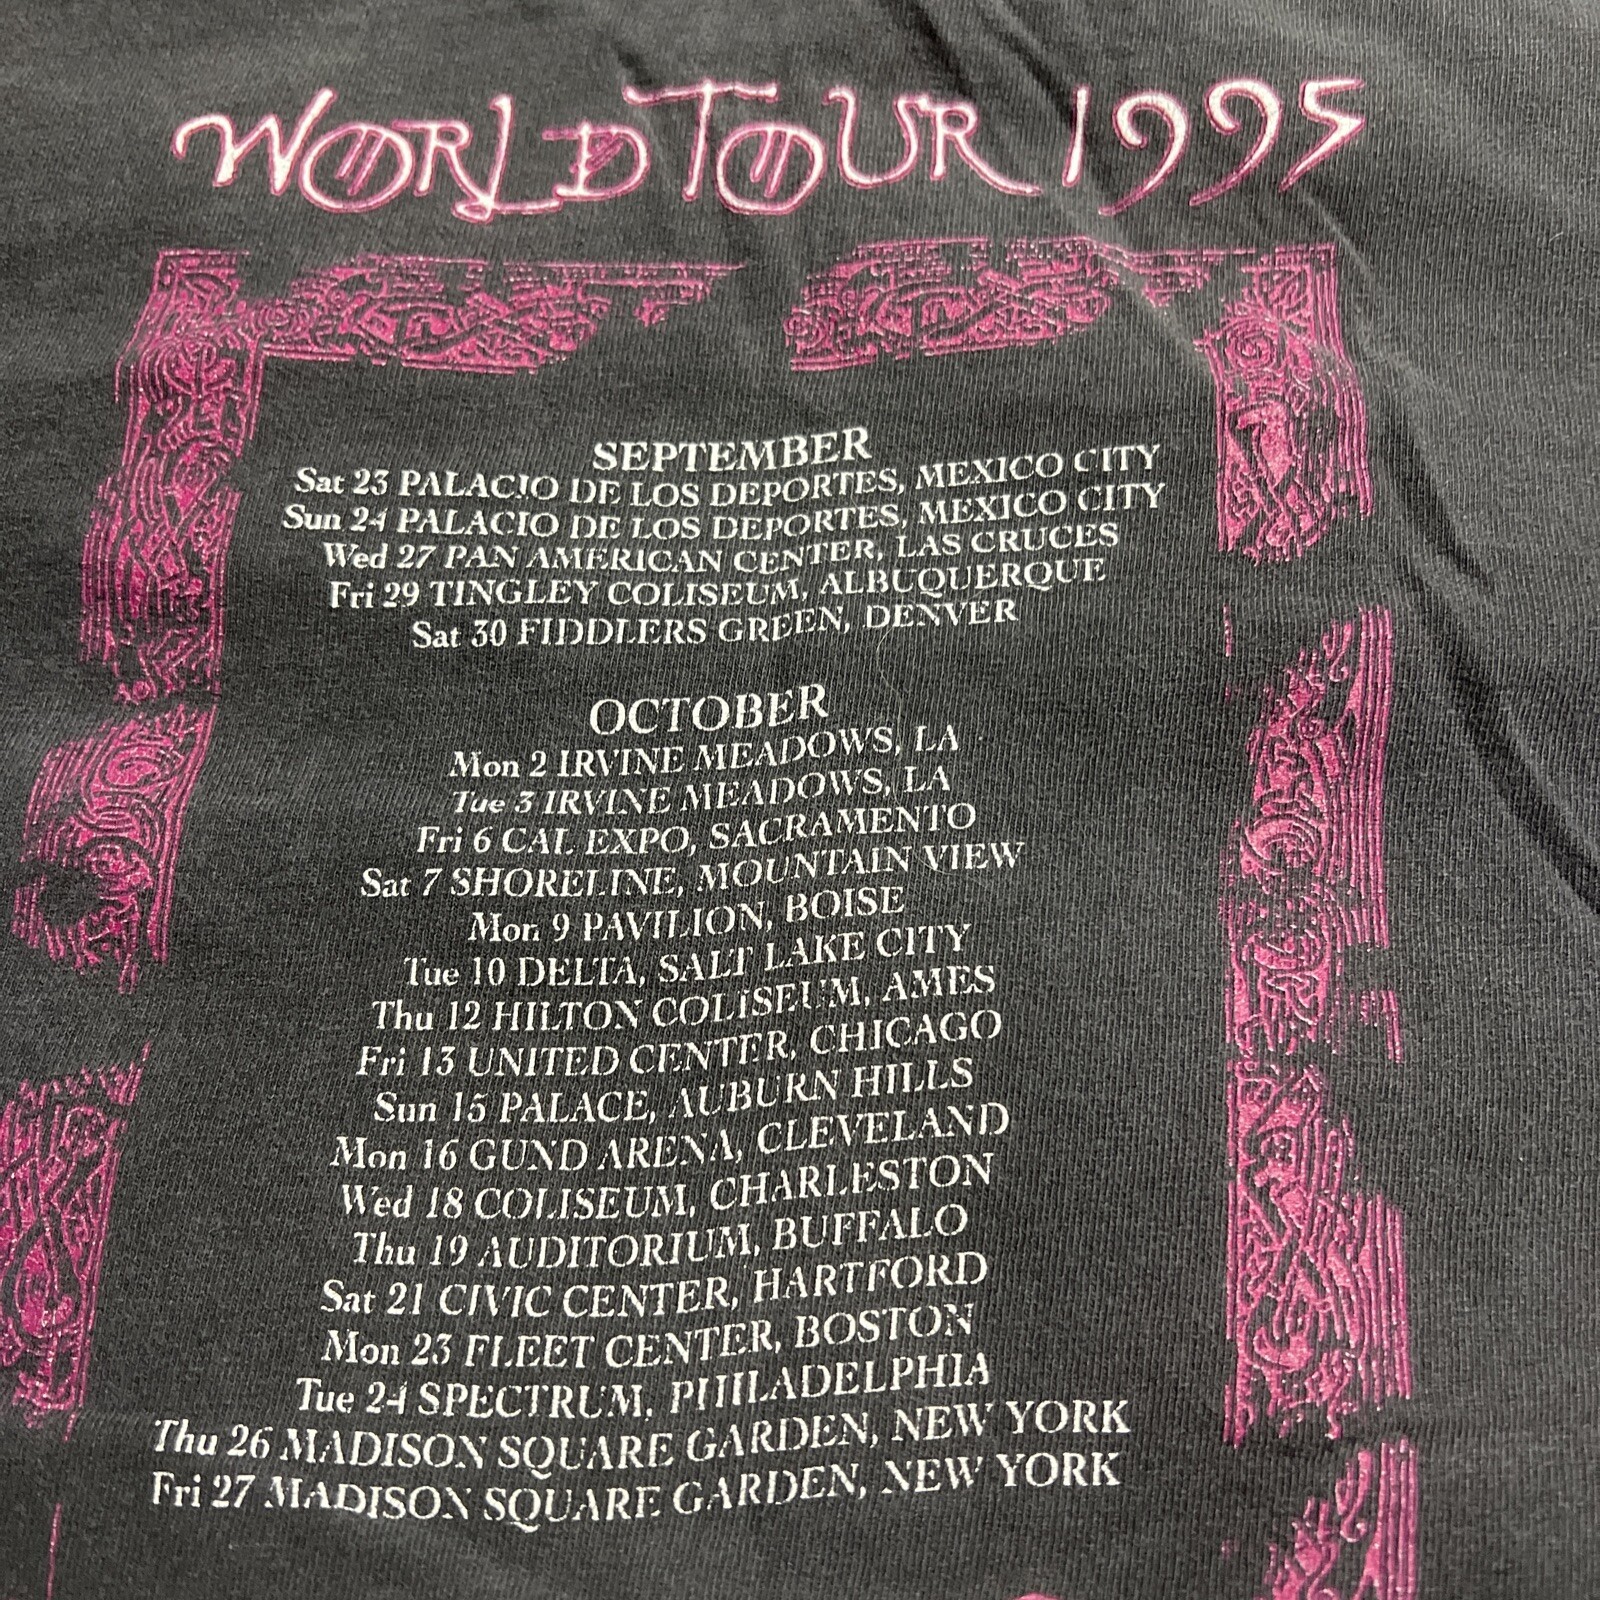 WORLD TOUR 1995
SEPTEMBER
Sat 23 PALACIO DE LOS DEPORTES, MEXICO CITY
Sun 24 PALACIO DE LOS DEPORTES, MEXICO CITY
Wed 27 PAN AMERICAN CENTER, LAS CRUCES
Fri 29 TINGLEY COLISEUM, ALBUQUERQUE
Sat 30 FIDDLERS GREEN, DENVER
OCTOBER
Mon 2 IRVINE MEADOWS, LA
Tue 3 IRVINE MEADOWS, LA
Fri 6 CAL EXPO, SACRAMENTO
Sat 7 SHORELINE, MOUNTAIN VIEW
Mon 9 PAVILION, BOISE
Tue 10 DELTA, SALT LAKE CITY
Thu 12 HILTON COLISEUM, AMES
Fri 13 UNITED CENTER, CHICAGO
Sun 15 PALACE, AUBURN HILLS
Mon 16 GUND ARENA, CLEVELAND
Wed 18 COLISEUM, CHARLESTON
Thu 19 AUDITORIUM, BUFFALO
Sat 21 CIVIC CENTER, HARTFORD
Mon 23 FLEET CENTER, BOSTON
Tue 24 SPECTRUM, PHILADELPHIA
Thu 26 MADISON SQUARE GARDEN, NEW YORK
Fri 27 MADISON SQUARE GARDEN, NEW YORK